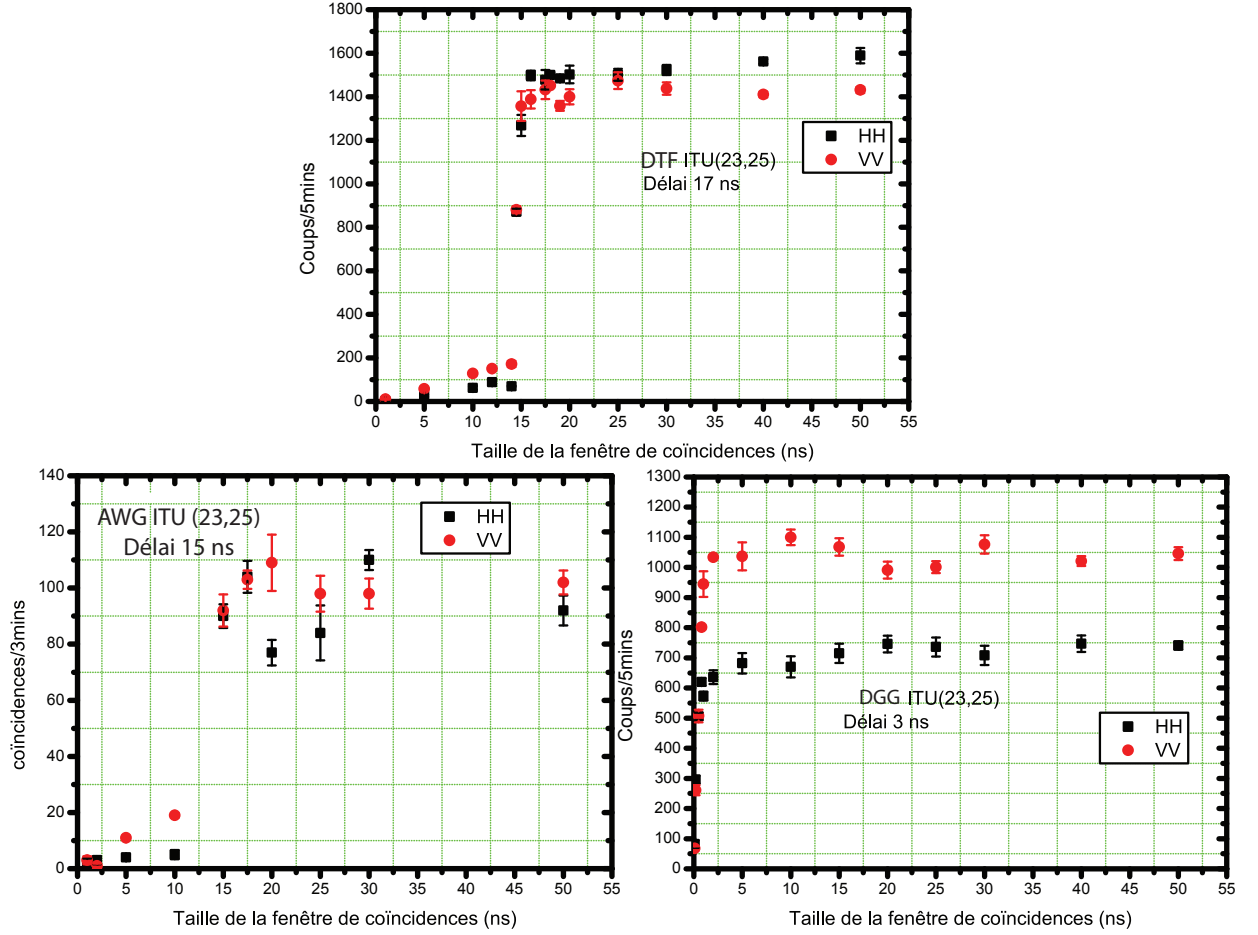 1800
1600
1400
1200
1000
800
600
400
200
0
Coups/5mins
HH
VV
DTF ITU(23,25)
Délai 17 ns
0 5 10 15 20 25 30 35 40 45 50 55
Taille de la fenêtre de coïncidences (ns)
140
120
100
80
60
40
20
0
coïncidences/3mins
AWG ITU (23,25)
Délai 15 ns
HH
VV
0 5 10 15 20 25 30 35 40 45 50 55
Taille de la fenêtre de coïncidences (ns)
1300
1200
1100
1000
900
800
700
600
500
400
300
200
100
0
Coups/5mins
DGG ITU(23,25)
Délai 3 ns
HH
VV
0 5 10 15 20 25 30 35 40 45 50 55
Taille de la fenêtre de coïncidences (ns)